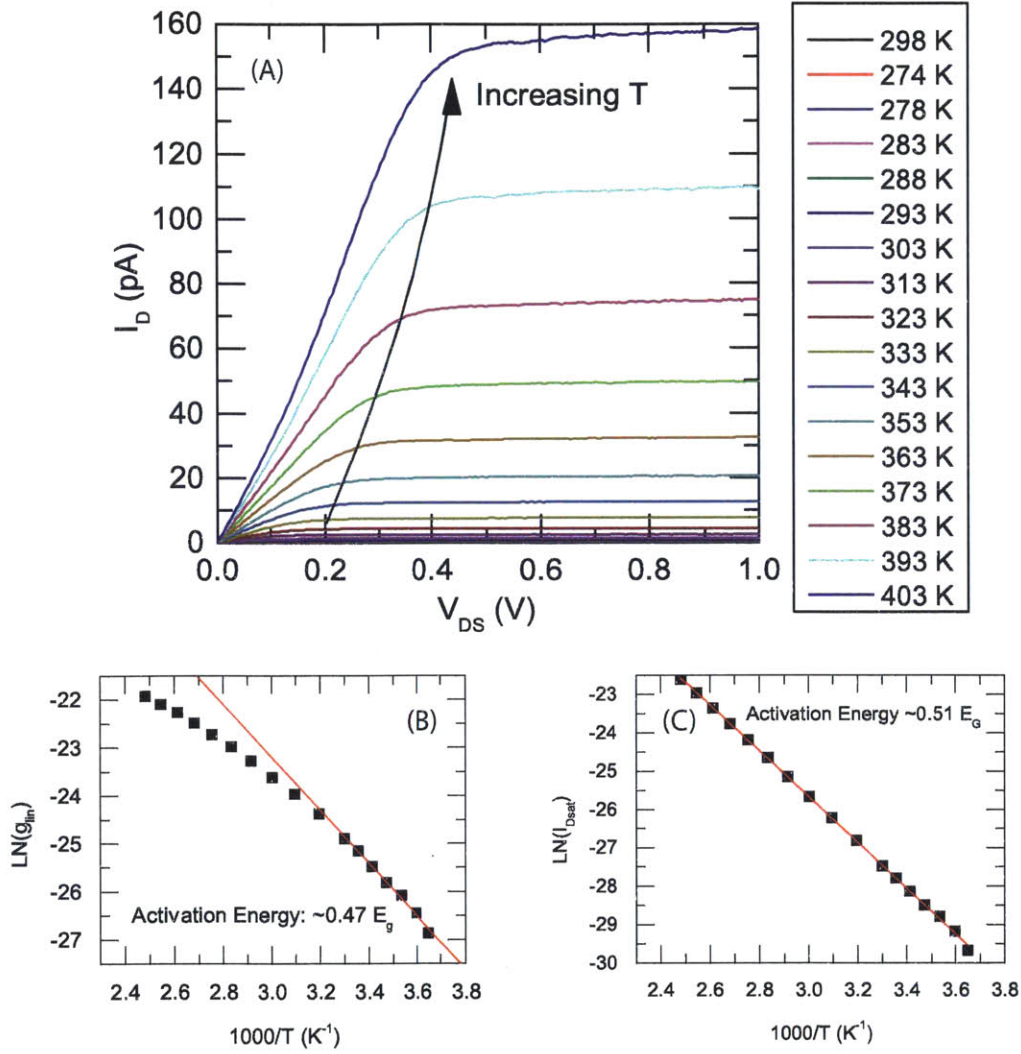 160
140
120
100
80
60
40
20
0
I_D (pA)
(A)
Increasing T
0.0 0.2 0.4 0.6 0.8 1.0
V_DS (V)
298 K
274 K
278 K
283 K
288 K
293 K
303 K
313 K
323 K
333 K
343 K
353 K
363 K
373 K
383 K
393 K
403 K
-22
-23
-24
-25
-26
-27
LN(g_lin)
(B)
Activation Energy: ~0.47 E_g
2.4 2.6 2.8 3.0 3.2 3.4 3.6 3.8
1000/T (K⁻¹)
-23
-24
-25
-26
-27
-28
-29
-30
LN(I_Dsat)
(C)
Activation Energy ~0.51 E_G
2.4 2.6 2.8 3.0 3.2 3.4 3.6 3.8
1000/T (K⁻¹)